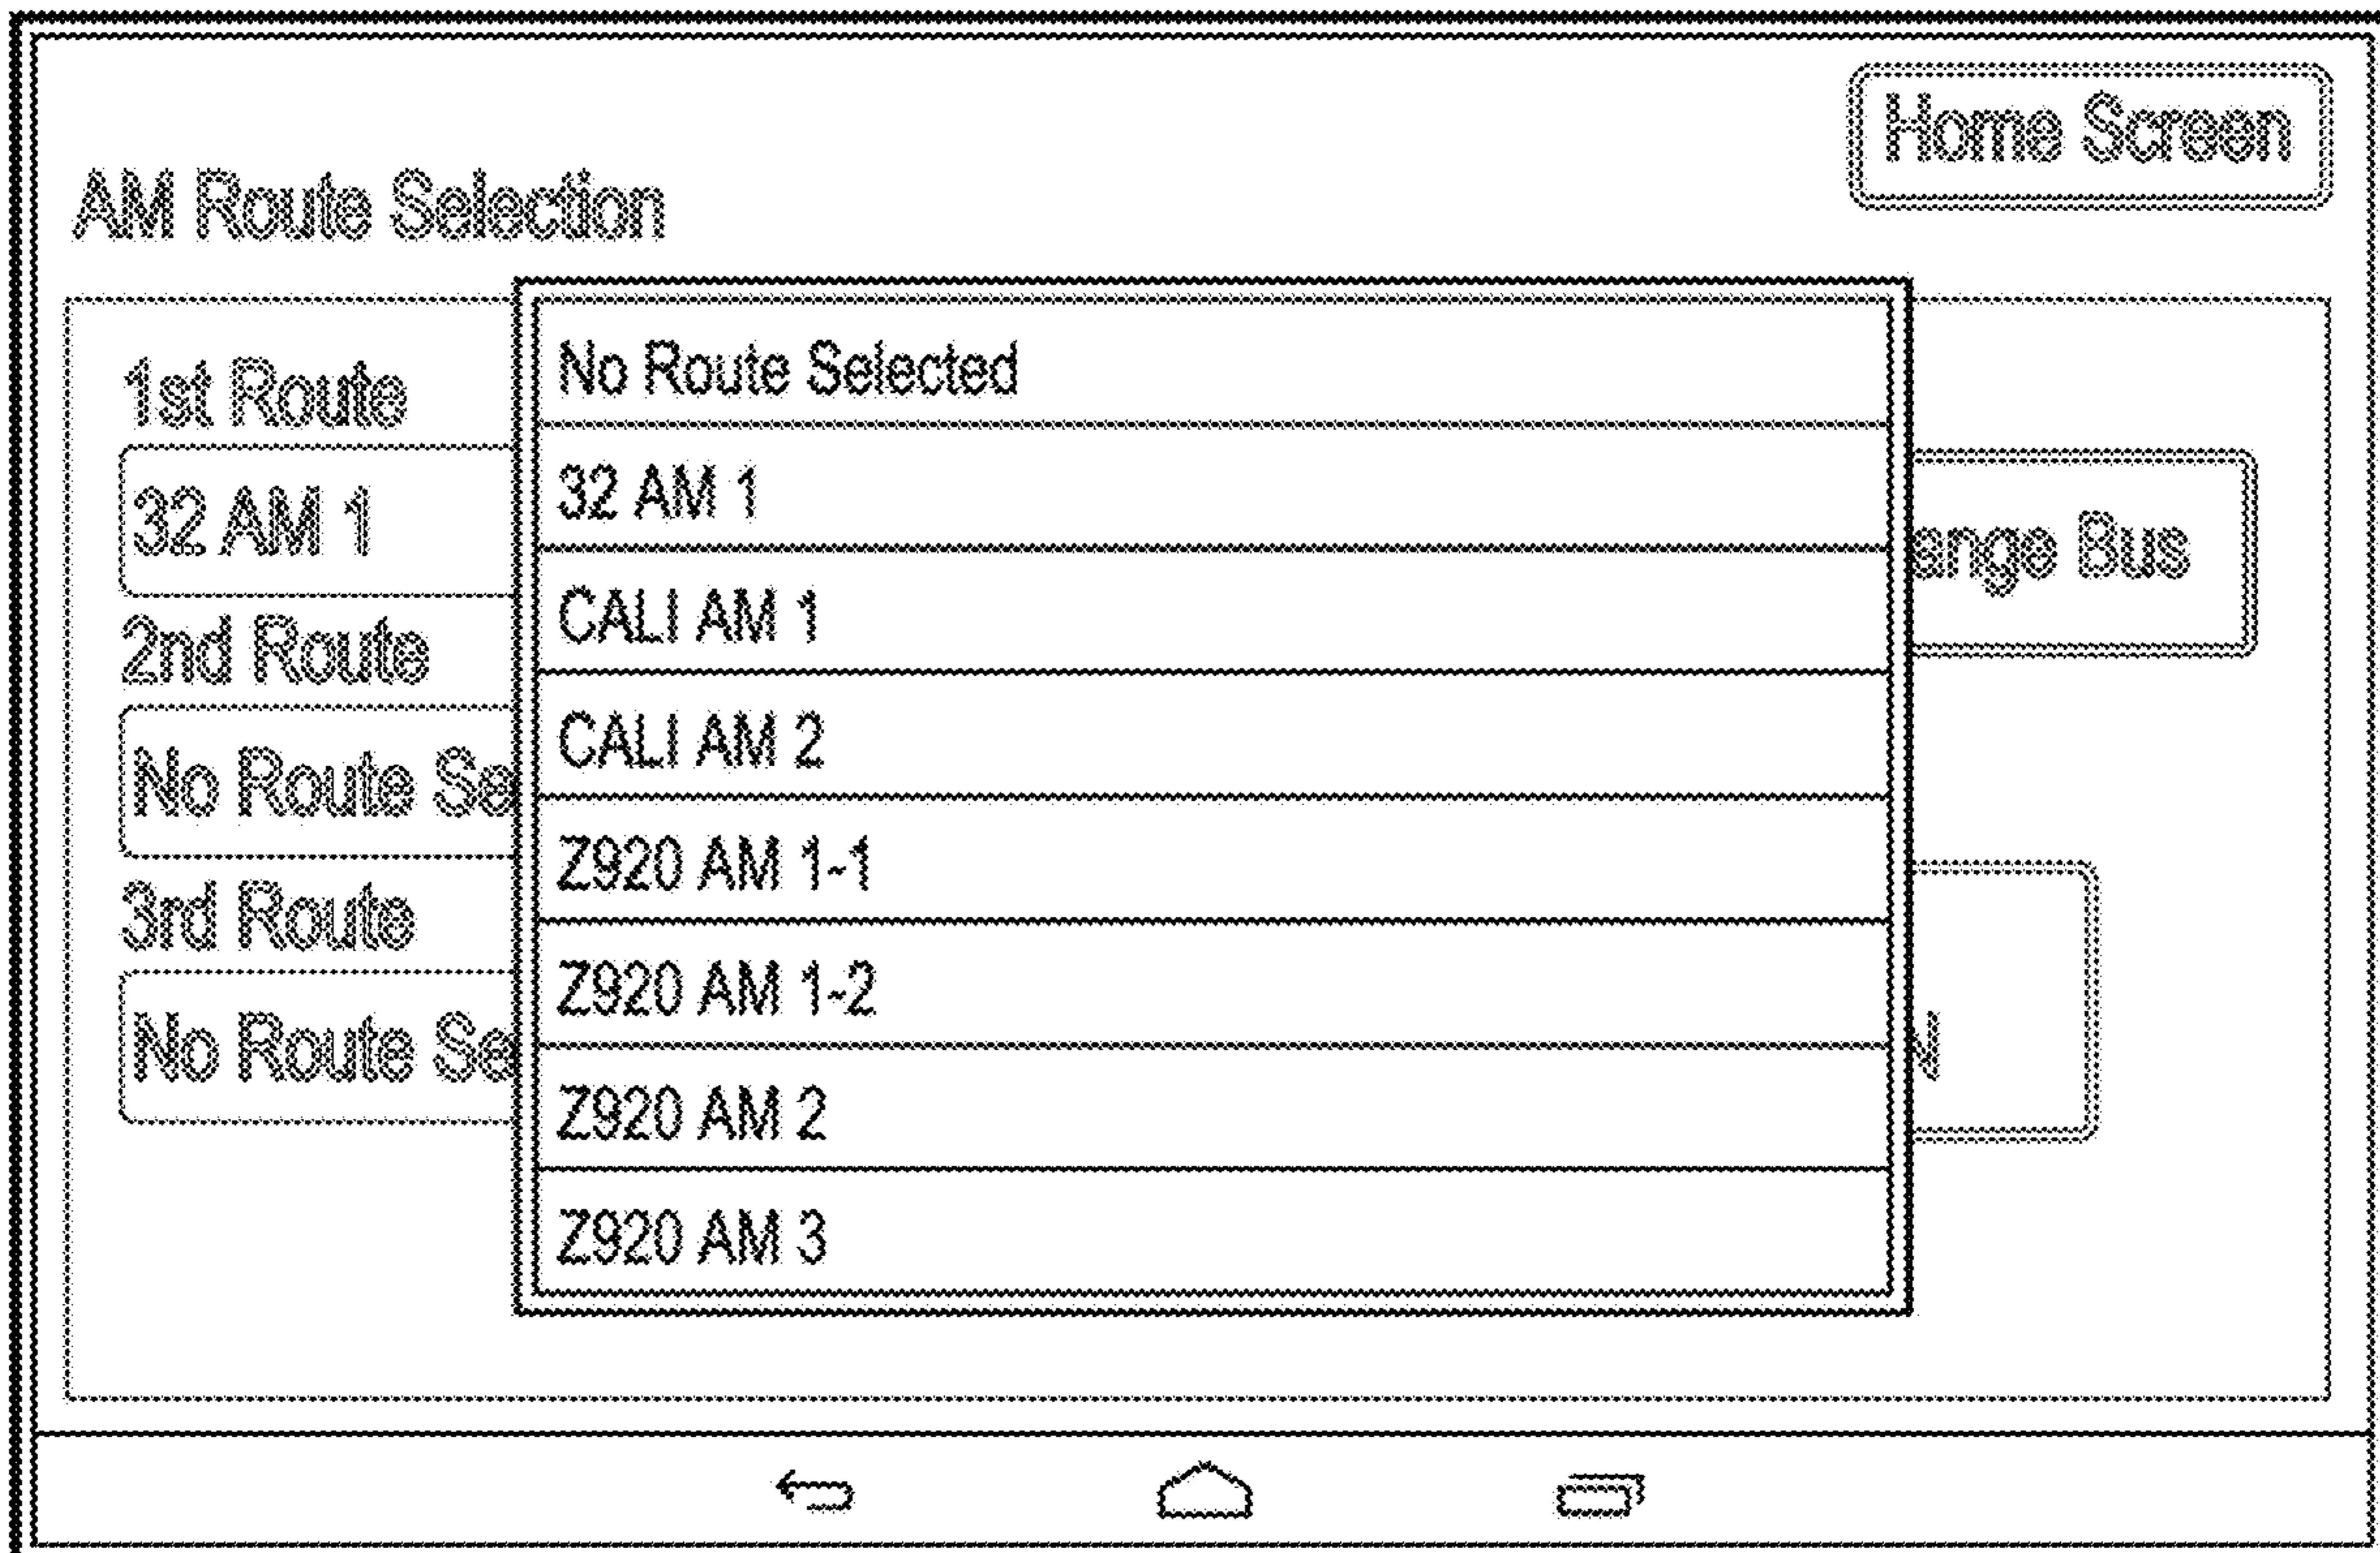 Home Screen
AM Route Selection
1st Route
32 AM 1
2nd Route
No Route Se
3rd Route
No Route Se
No Route Selected
32 AM 1
CALI AM 1
CALI AM 2
Z920 AM 1-1
Z920 AM 1-2
Z920 AM 2
Z920 AM 3
ange Bus
N